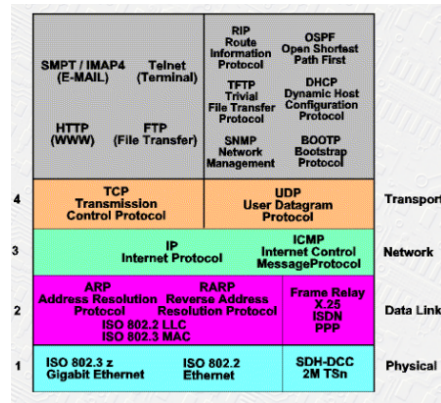 SMPT / IMAP4
(E-MAIL)
Telnet
(Terminal)
HTTP
(WWW)
FTP
(File Transfer)
RIP
Route
Information
Protocol
OSPF
Open Shortest
Path First
TFTP
Trivial
File Transfer
Protocol
DHCP
Dynamic Host
Configuration
Protocol
SNMP
Network
Management
BOOTP
Bootstrap
Protocol
4
TCP
Transmission
Control Protocol
UDP
User Datagram
Protocol
Transport
3
IP
Internet Protocol
ICMP
Internet Control
MessageProtocol
Network
2
ARP
Address Resolution
Protocol
RARP
Reverse Address
Resolution Protocol
ISO 802.2 LLC
ISO 802.3 MAC
Frame Relay
X.25
ISDN
PPP
Data Link
1
ISO 802.3 z
Gigabit Ethernet
ISO 802.2
Ethernet
SDH-DCC
2M TSn
Physical